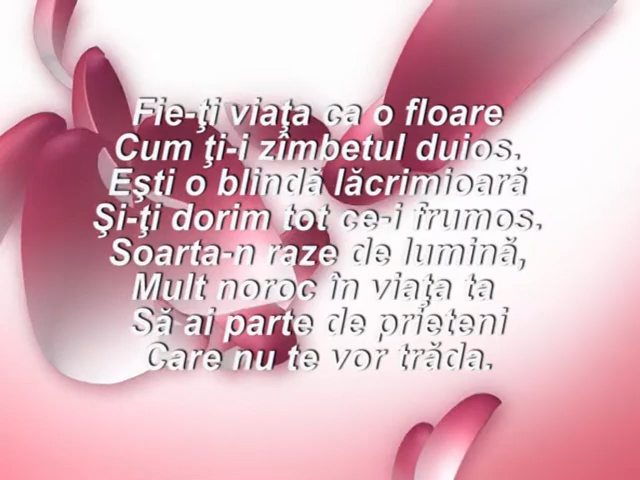 Fie-ţi viaţa ca o floare
Cum ţi-i zîmbetul duios.
Eşti o blindă lăcrimioară
Şi-ţi dorim tot ce-i frumos.
Soarta-n raze de lumină,
Mult noroc în viaţa ta
Să ai parte de prieteni
Care nu te vor trăda.